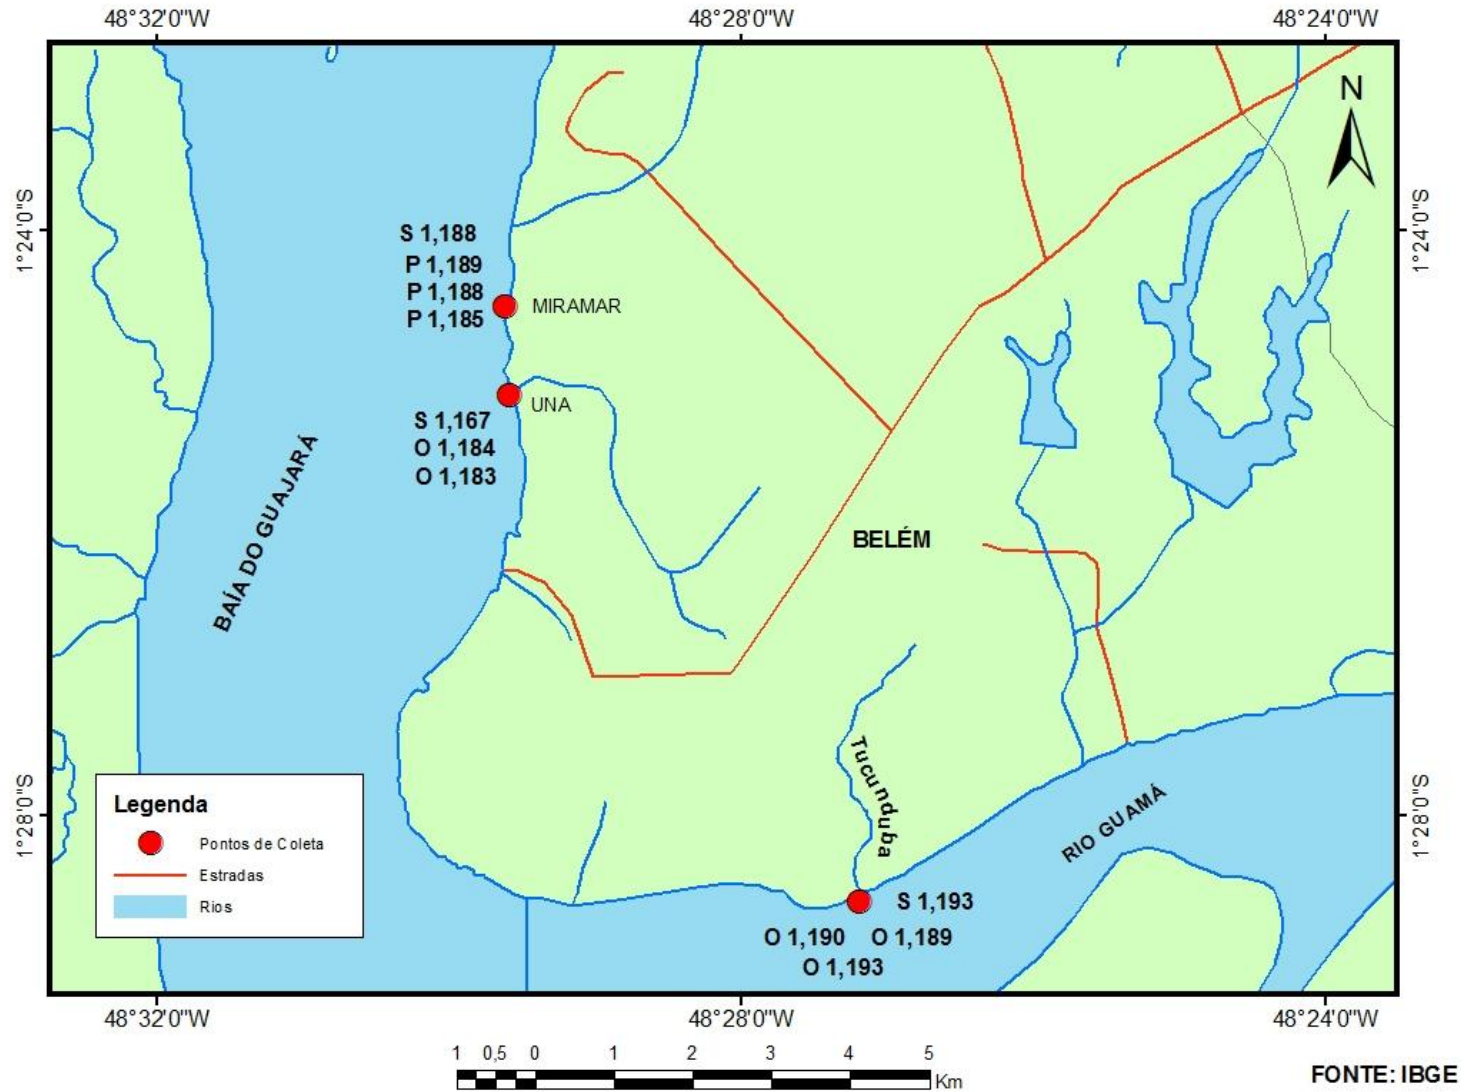 48°32'0"W 48°28'0"W 48°24'0"W
N
1°24'0"S
1°24'0"S
S 1,188
P 1,189
P 1,188
P 1,185
MIRAMAR
UNA
S 1,167
O 1,184
O 1,183
BAÍA DO GUAJARÁ
BELÉM
Tucunduba
RIO GUAMÁ
1°28'0"S
1°28'0"S
Legenda
Pontos de Coleta
Estradas
Rios
S 1,193
O 1,190 O 1,189
O 1,193
48°32'0"W 48°28'0"W 48°24'0"W
1 0,5 0 1 2 3 4 5
Km
FONTE: IBGE